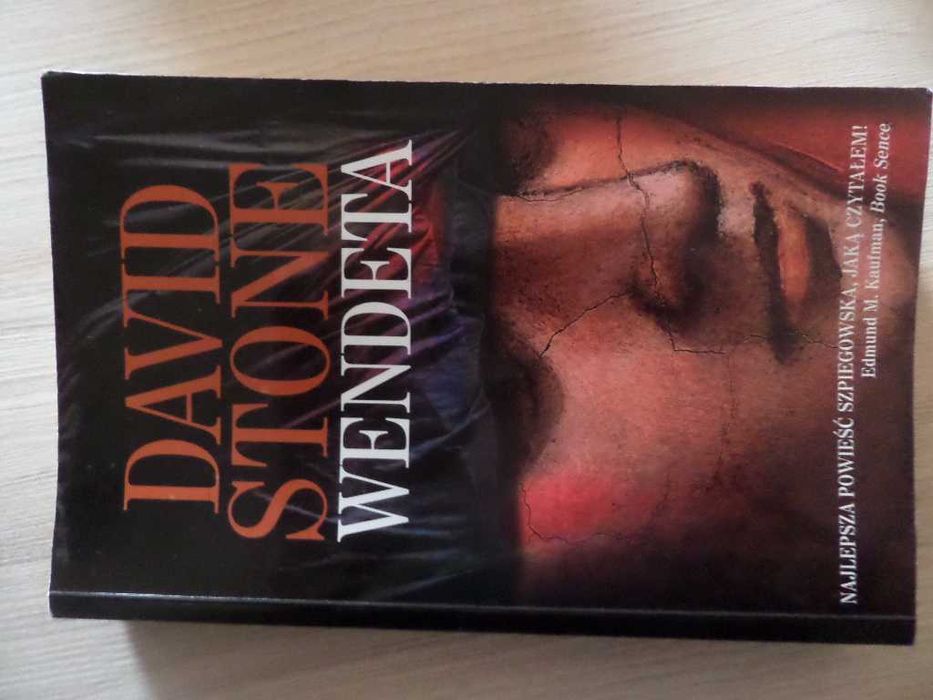 DAVID
STONE
WENDETA
NAJLEPSZA POWIEŚĆ SZPIEGOWSKA, JAKĄ CZYTAŁEM!
Edmund M. Kaufman, Book Sence